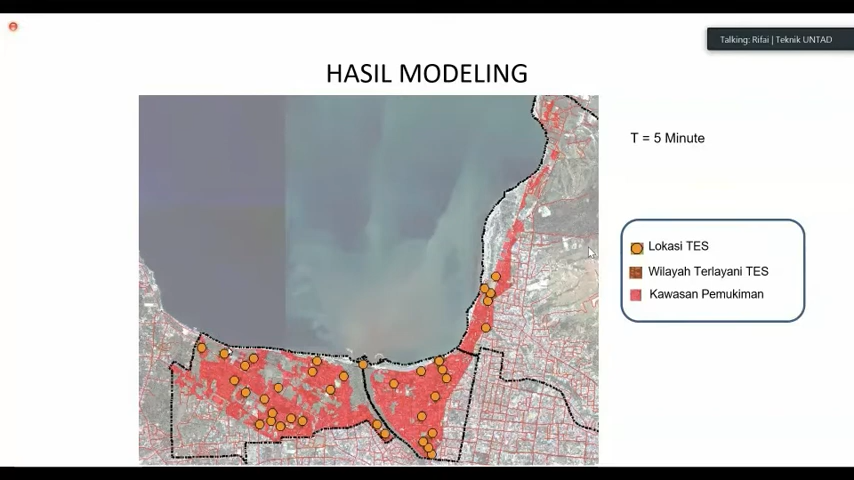 Talking: Rifai | Teknik UNTAD
HASIL MODELING
T = 5 Minute
Lokasi TES
Wilayah Terlayani TES
Kawasan Pemukiman